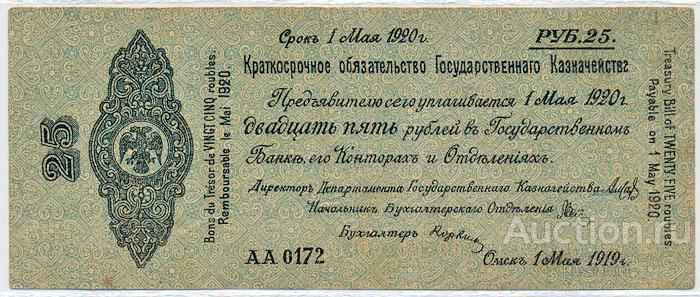 Срокъ 1 Мая 1920 г.
РУБ. 25.
Краткосрочное обязательство Государственнаго Казначейства
Предъявителю сего уплачивается 1 Мая 1920 г.
двадцать пять рублей въ Государственномъ
Банкѣ, его Конторахъ и Отдѣленіяхъ.
Директоръ Департамента Государственнаго Казначейства
Начальникъ Бухгалтерскаго Отдѣленія
Бухгалтеръ
АА 0172
Омскъ 1 Мая 1919 г.
25
Bons du Trésor de VINGT CINQ roubles.
Remboursable le Mai 1920.
Treasury Bill of TWENTY-FIVE roubles
Payable on 1 May 1920
Auction.ru